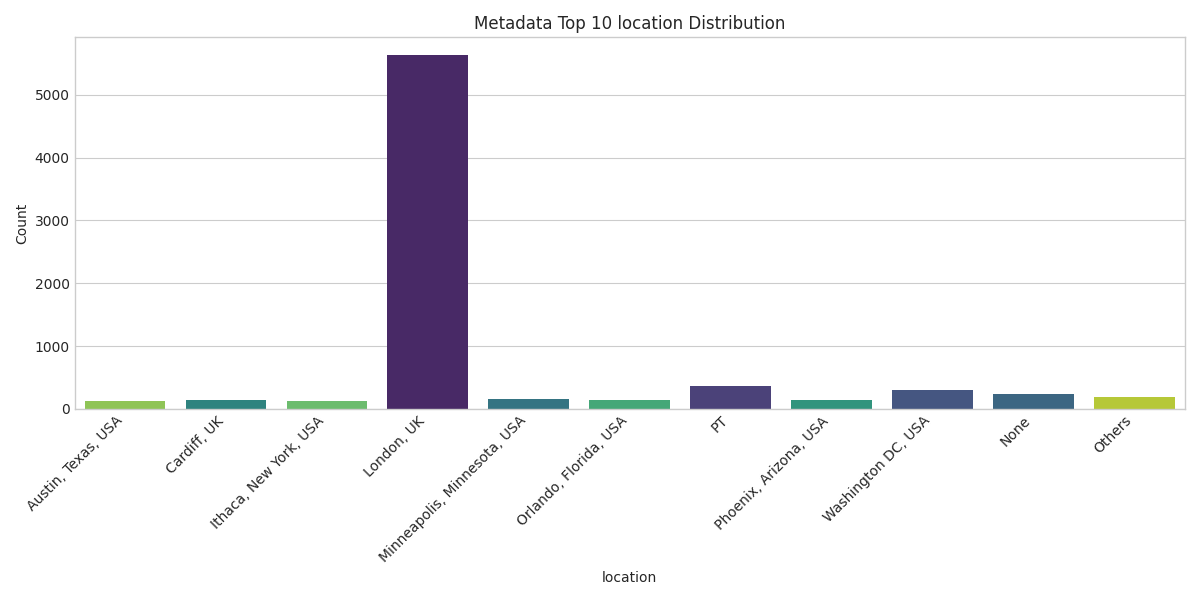 Metadada Top 10 location Distribution
Count
5000
4000
3000
2000
1000
0
Austin, Texas, USA
Cardiff, UK
Ithaca, New York, USA
London, UK
Minneapolis, Minnesota, USA
Orlando, Florida, USA
PT
Phoenix, Arizona, USA
Washington DC, USA
None
Others
location